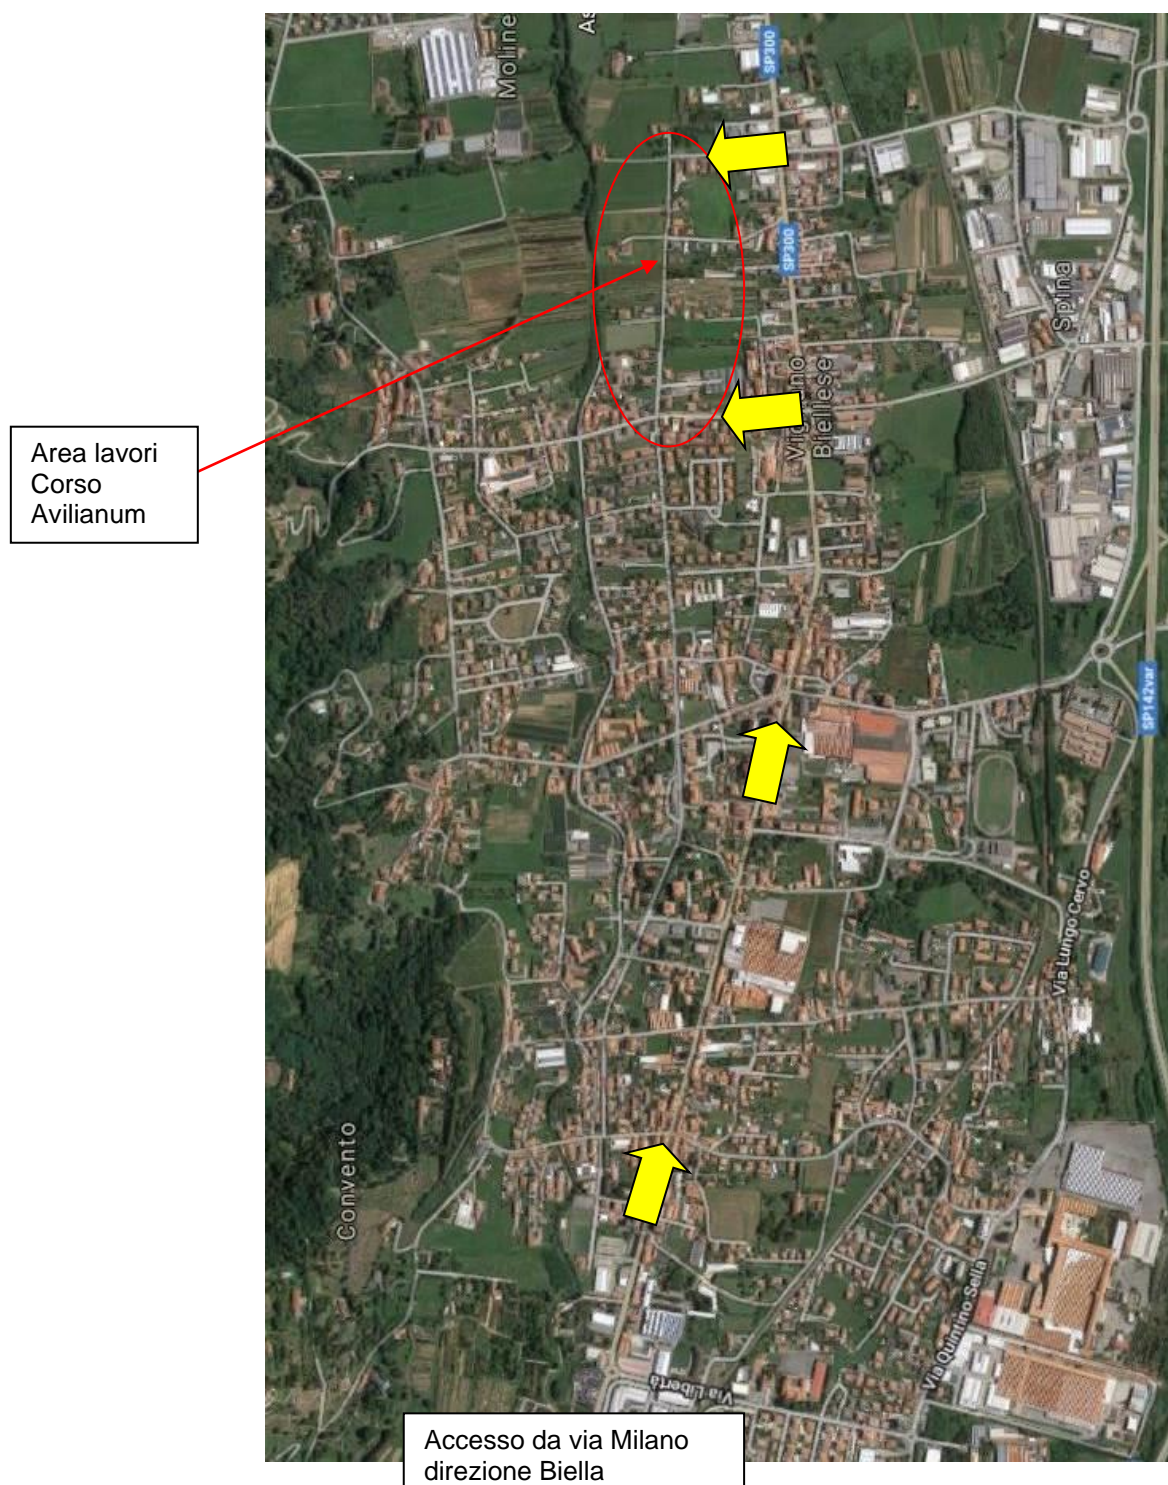 Moline
As
SP300
SP300
Spina
Vigliano
Biellese
Area lavori
Corso
Avilianum
SP142var
Via Lungo Cervo
Convento
Via Quintino Sella
Via Libertà
Accesso da via Milano
direzione Biella